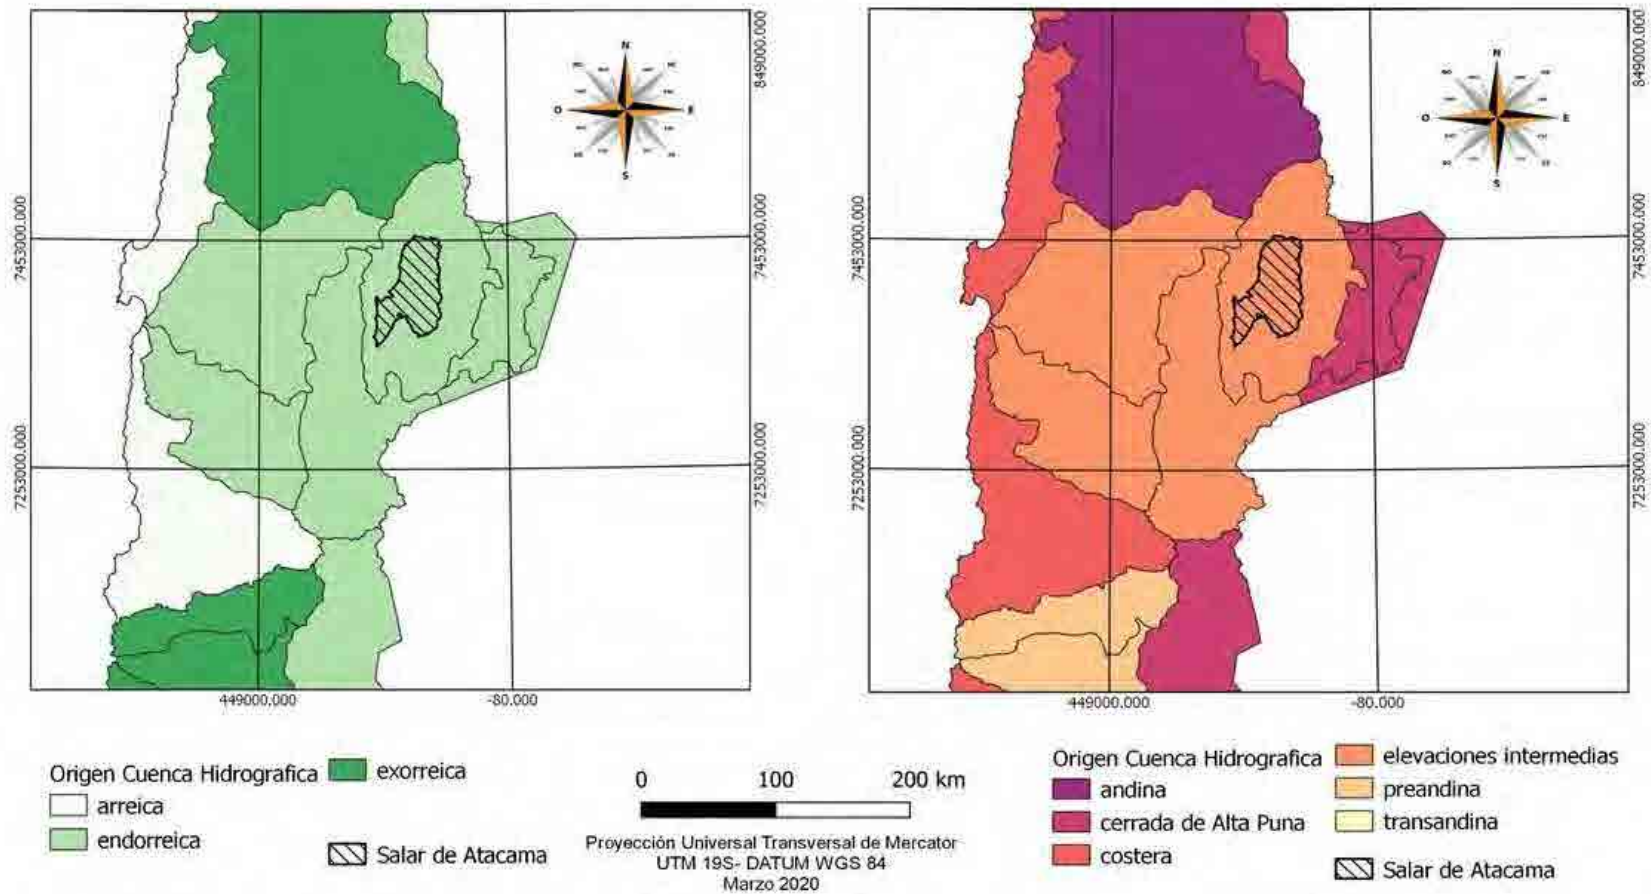 N
O
E
S
849000.000
7453000.000
7453000.000
7253000.000
7253000.000
449000.000
-80.000
N
O
E
S
849000.000
7453000.000
7453000.000
7253000.000
7253000.000
449000.000
-80.000
Origen Cuenca Hidrografica
exorreica
arreica
endorreica
Salar de Atacama
0 100 200 km
Proyección Universal Transversal de Mercator
UTM 19S- DATUM WGS 84
Marzo 2020
Origen Cuenca Hidrografica
andina
cerrada de Alta Puna
costera
elevaciones intermedias
preandina
transandina
Salar de Atacama